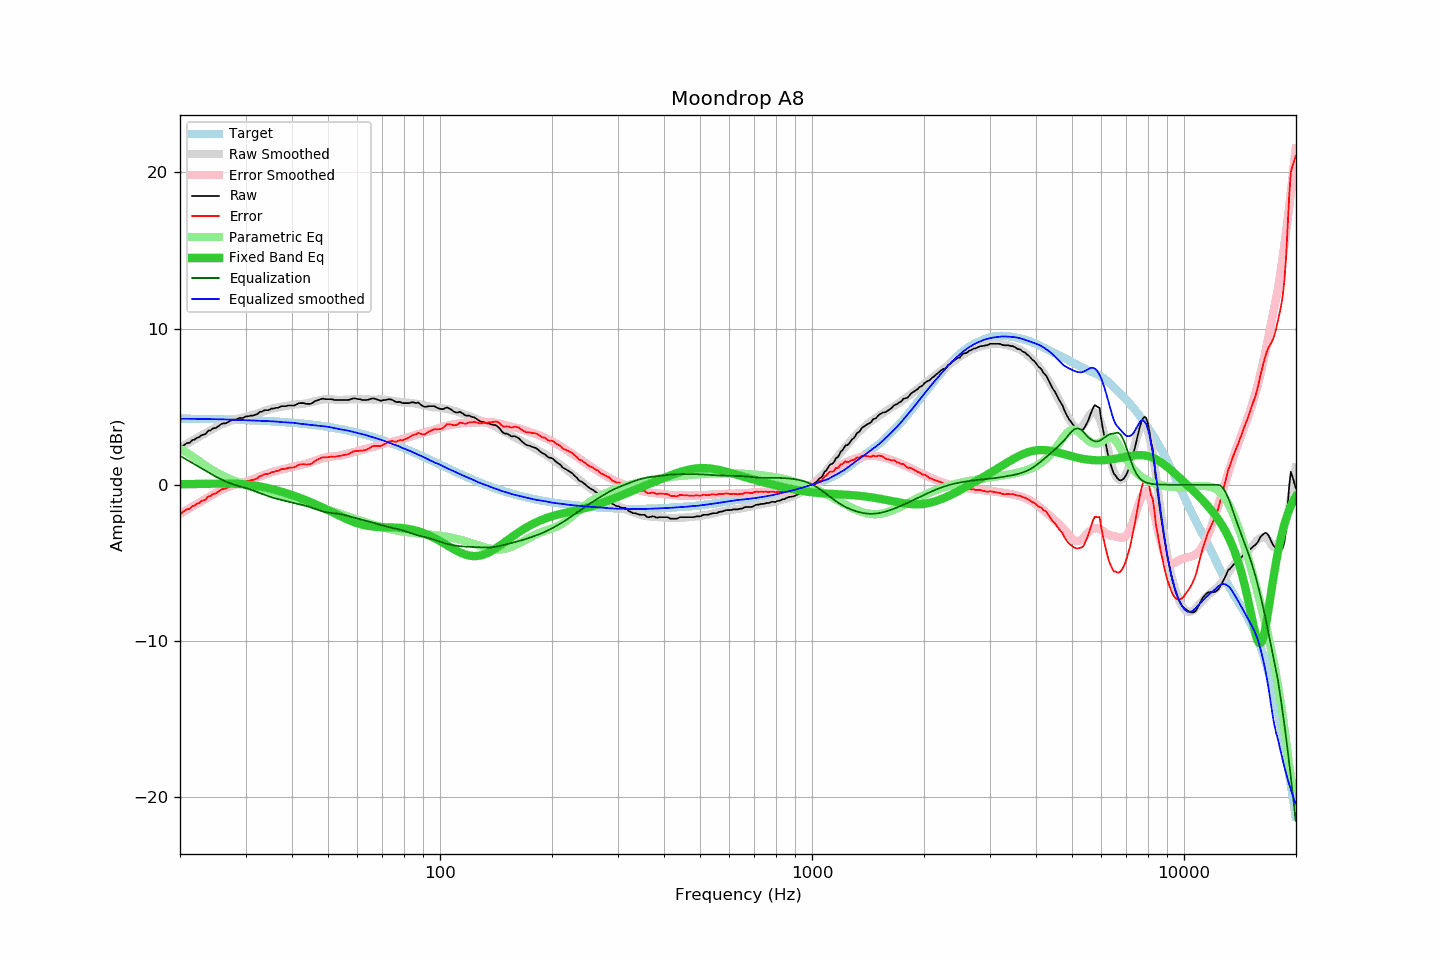 Moondrop A8
Target
Raw Smoothed
Error Smoothed
Raw
Error
Parametric Eq
Fixed Band Eq
Equalization
Equalized smoothed
20
10
0
−10
−20
Amplitude (dBr)
100
1000
10000
Frequency (Hz)